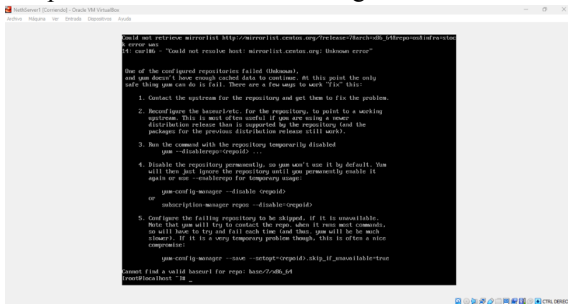 NethServer1 [Corriendo] - Oracle VM VirtualBox
Archivo Máquina Ver Entrada Dispositivos Ayuda
Could not retrieve mirrorlist http://mirrorlist.centos.org/?release=7&arch=x86_64&repo=os&infra=stoc
k error was
14: curl#6 - "Could not resolve host: mirrorlist.centos.org; Unknown error"
One of the configured repositories failed (Unknown),
and yum doesn't have enough cached data to continue. At this point the only
safe thing yum can do is fail. There are a few ways to work "fix" this:
1. Contact the upstream for the repository and get them to fix the problem.
2. Reconfigure the baseurl/etc. for the repository, to point to a working
upstream. This is most often useful if you are using a newer
distribution release than is supported by the repository (and the
packages for the previous distribution release still work).
3. Run the command with the repository temporarily disabled
yum --disablerepo=<repoid> ...
4. Disable the repository permanently, so yum won't use it by default. Yum
will then just ignore the repository until you permanently enable it
again or use --enablerepo for temporary usage:
yum-config-manager --disable <repoid>
or
subscription-manager repos --disable=<repoid>
5. Configure the failing repository to be skipped, if it is unavailable.
Note that yum will try to contact the repo. when it runs most commands,
so will have to try and fail each time (and thus. yum will be be much
slower). If it is a very temporary problem though, this is often a nice
compromise:
yum-config-manager --save --setopt=<repoid>.skip_if_unavailable=true
Cannot find a valid baseurl for repo: base/7/x86_64
[root@localhost ~]# _
CTRL DERECHO